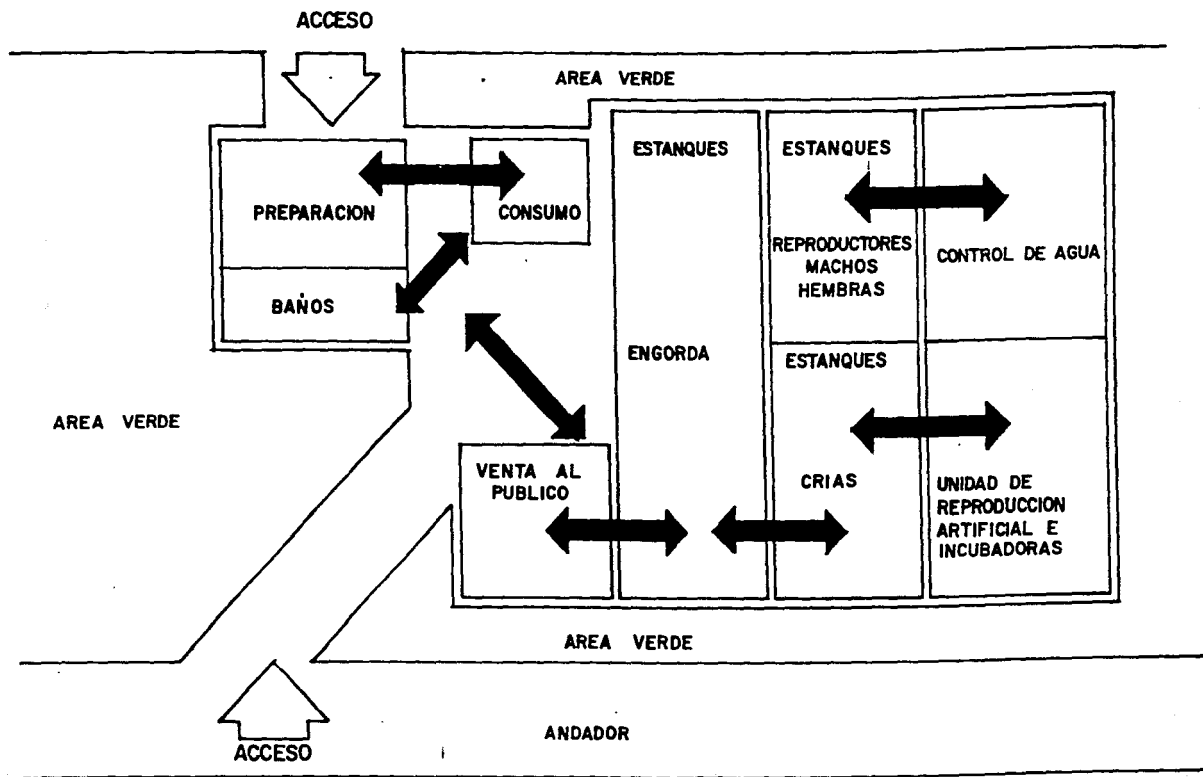 ACCESO
AREA VERDE
ESTANQUES
ESTANQUES
PREPARACION
CONSUMO
REPRODUCTORES
MACHOS
HEMBRAS
CONTROL DE AGUA
BAÑOS
ENGORDA
ESTANQUES
AREA VERDE
VENTA AL
PUBLICO
CRIAS
UNIDAD DE
REPRODUCCION
ARTIFICIAL E
INCUBADORAS
AREA VERDE
ANDADOR
ACCESO